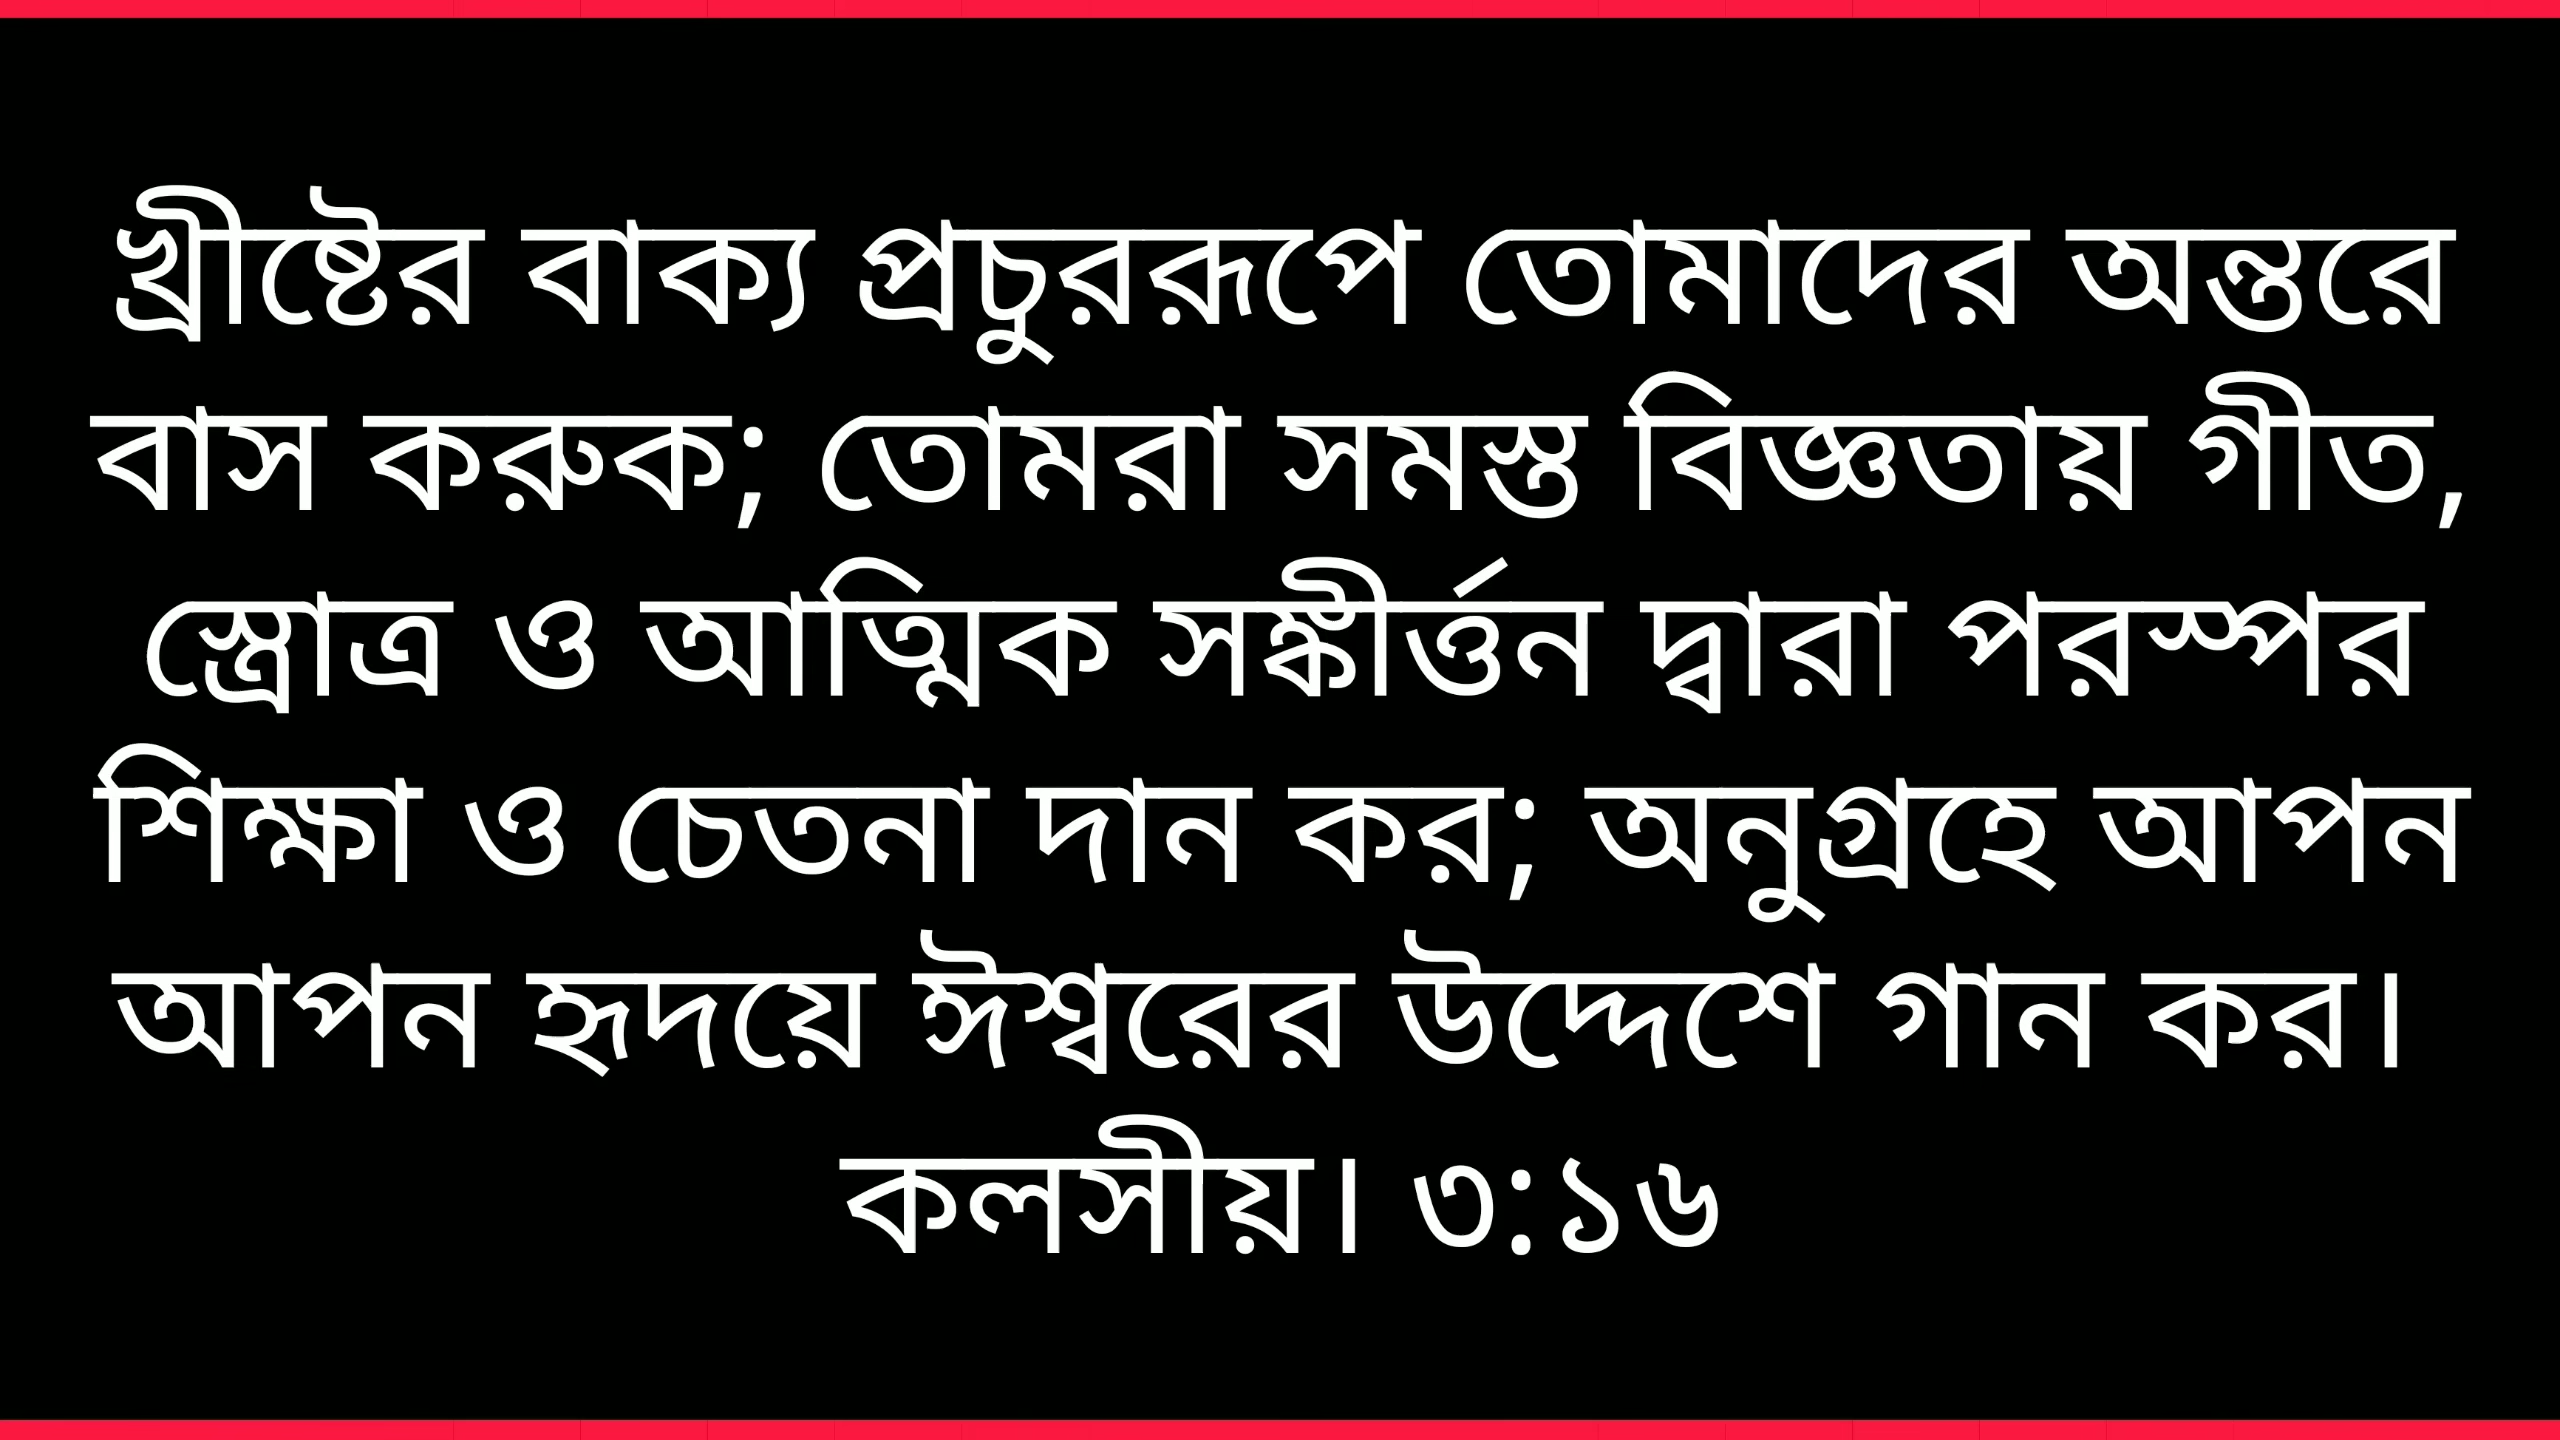 খ্রীষ্টের বাক্য প্রচুররূপে তোমাদের অন্তরে
বাস করুক; তোমরা সমস্ত বিজ্ঞতায় গীত,
স্ত্রোত্র ও আত্মিক সঙ্কীর্ত্তন দ্বারা পরস্পর
শিক্ষা ও চেতনা দান কর; অনুগ্রহে আপন
আপন হৃদয়ে ঈশ্বরের উদ্দেশে গান কর।
কলসীয়। ৩:১৬